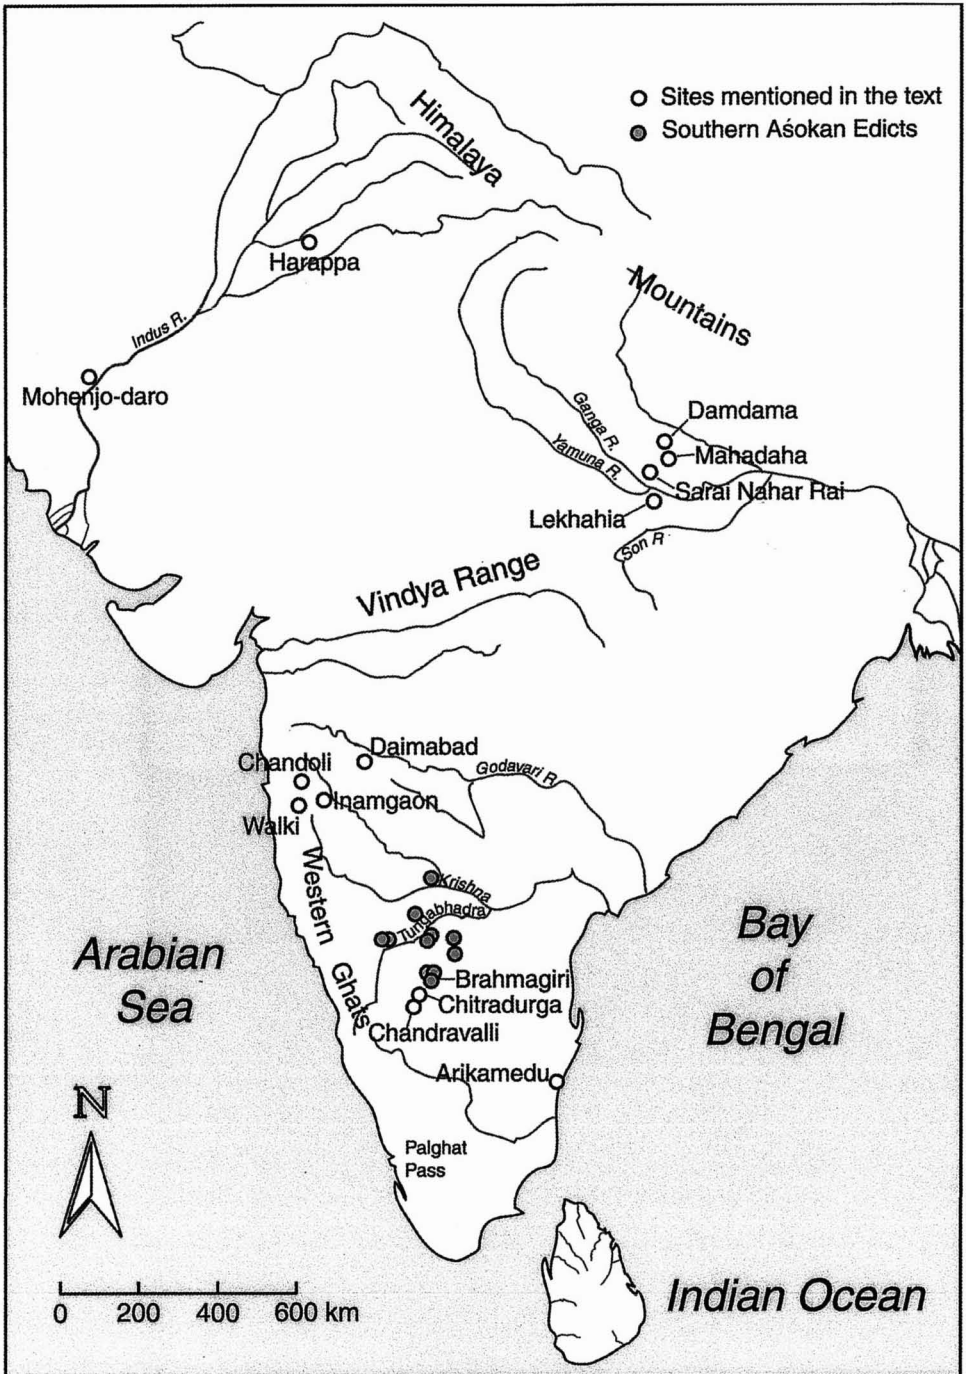 Sites mentioned in the text
Southern Aśokan Edicts
Himalaya
Harappa
Mountains
Indus R.
Mohenjo-daro
Ganga R.
Yamuna R.
Damdama
Mahadaha
Sarai Nahar Rai
Lekhahia
Son R
Vindya Range
Daimabad
Chandoli
Godavari R.
Inamgaon
Walki
Western Ghats
Krishna
Tungabhadra
Arabian
Sea
Bay
of
Bengal
Brahmagiri
Chitradurga
Chandravalli
Arikamedu
N
Palghat
Pass
0 200 400 600 km
Indian Ocean